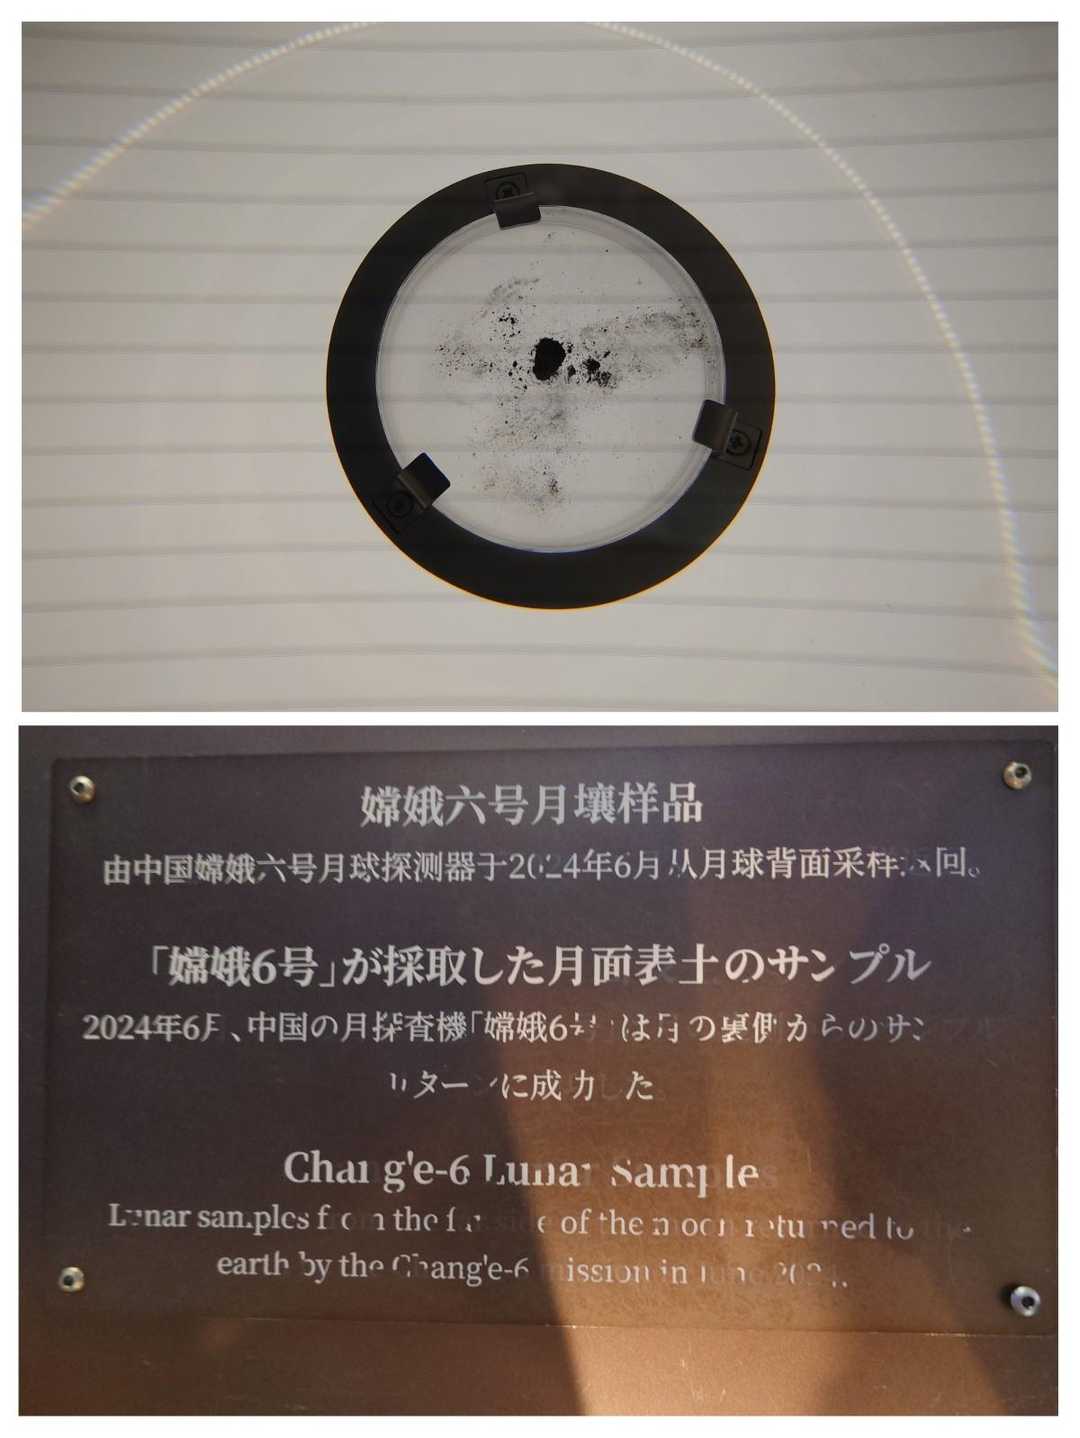 嫦娥六号月壤样品
由中国嫦娥六号月球探测器于2024年6月从月球背面采样返回。
「嫦娥6号」が採取した月面表土のサンプル
2024年6月、中国の月探査機「嫦娥6号」は月の裏側からのサンプル
リターンに成功した。
Chang'e-6 Lunar Samples
Lunar samples from the far side of the moon returned to the
earth by the Chang'e-6 mission in June 2024.